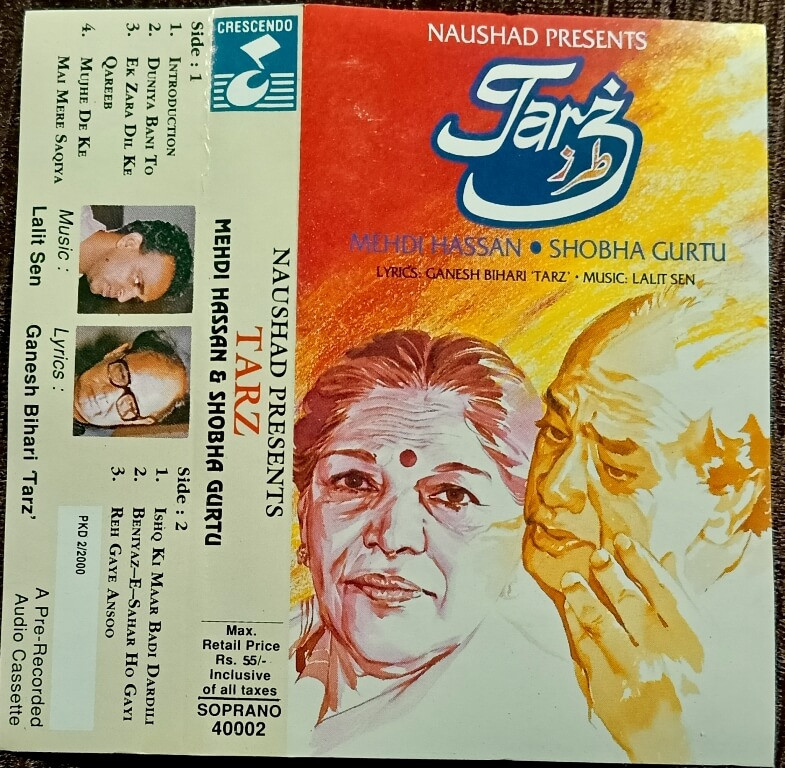 NAUSHAD PRESENTS
Tarz
طرز
MEHDI HASSAN • SHOBHA GURTU
LYRICS: GANESH BIHARI 'TARZ' • MUSIC: LALIT SEN
CRESCENDO
NAUSHAD PRESENTS
TARZ
MEHDI HASSAN & SHOBHA GURTU
Max.
Retail Price
Rs. 55/-
Inclusive
of all taxes
SOPRANO
40002
Side : 1
1. INTRODUCTION
2. DUNIYA BANI TO
3. EK ZARA DIL KE
QAREEB
4. MUJHE DE KE
MAI MERE SAQIYA
Music :
Lalit Sen
Lyrics :
Ganesh Bihari 'Tarz'
Side : 2
1. ISHQ KI MAAR BADI DARDILI
2. BENIYAZ–E–SAHAR HO GAYI
3. REH GAYE ANSOO
PKD 2/2000
A Pre-Recorded
Audio Cassette